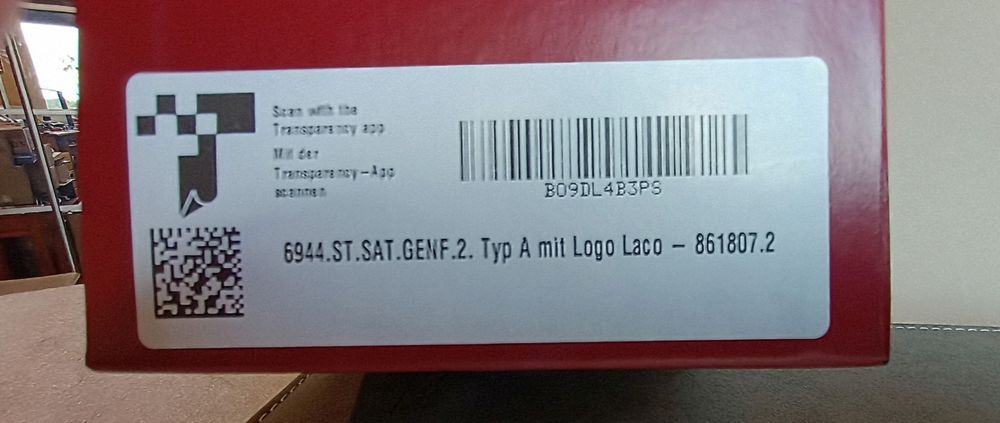 Scan with the
Transparency app
Mit der
Transparency-App
scannen
B09DL4B3PS
6944.ST.SAT.GENF.2. Typ A mit Logo Laco - 861807.2